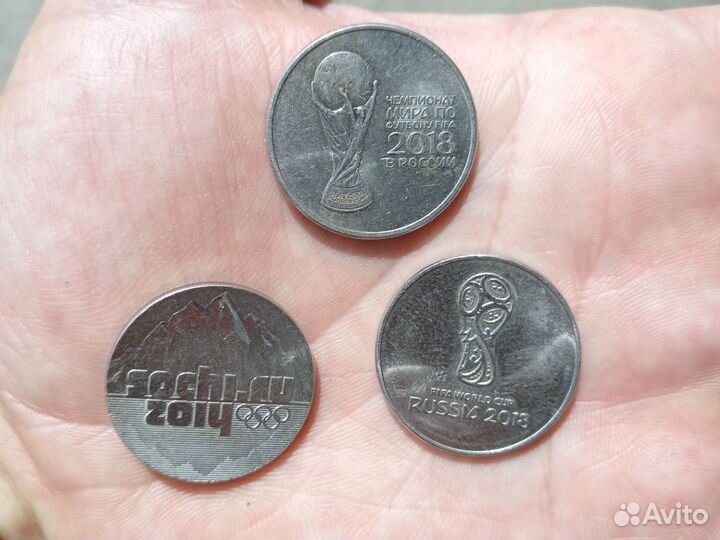 ЧЕМПИОНАТ
МИРА ПО
ФУТБОЛУ FIFA
2018
В РОССИИ
sochi.ru
2014
FIFA WORLD CUP
RUSSIA 2018
Avito